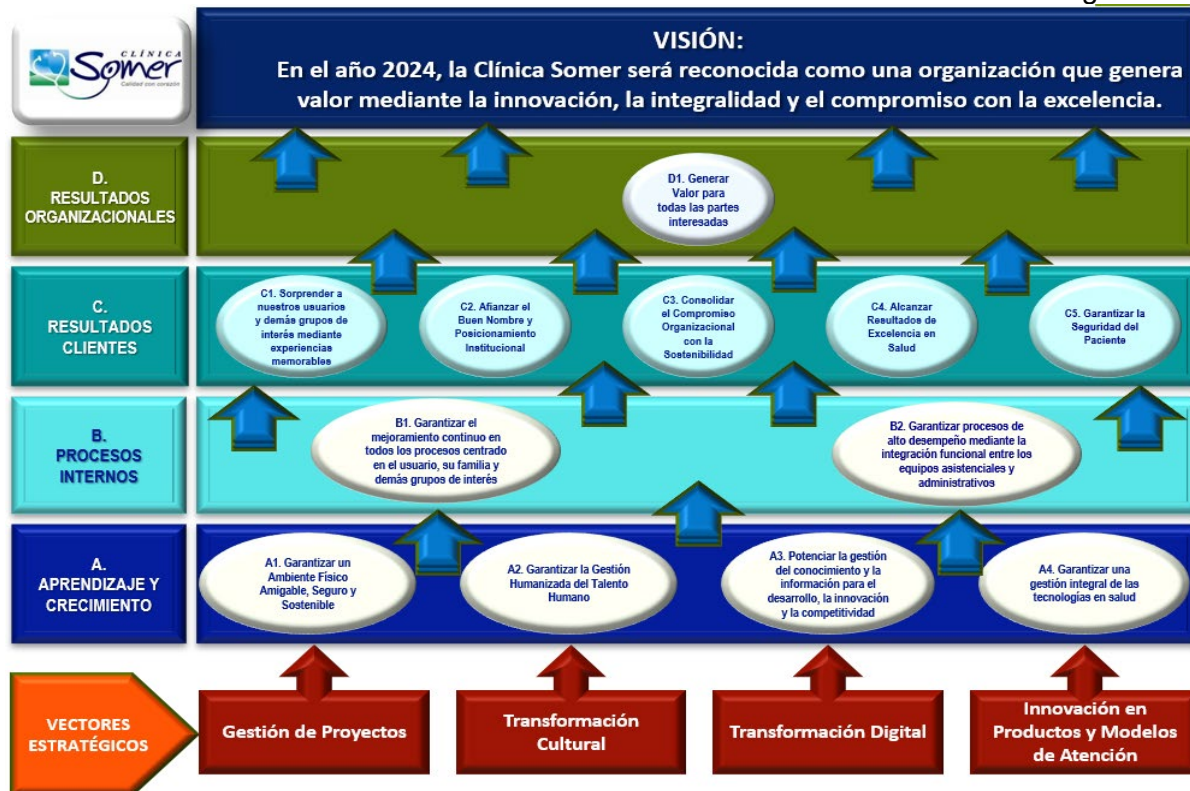 CLÍNICA
Somer
Calidad con corazón
VISIÓN:
En el año 2024, la Clínica Somer será reconocida como una organización que genera
valor mediante la innovación, la integralidad y el compromiso con la excelencia.
D.
RESULTADOS
ORGANIZACIONALES
D1. Generar
Valor para
todas las partes
interesadas
C.
RESULTADOS
CLIENTES
C1. Sorprender a
nuestros usuarios
y demás grupos de
interés mediante
experiencias
memorables
C2. Afianzar el
Buen Nombre y
Posicionamiento
Institucional
C3. Consolidar
el Compromiso
Organizacional
con la
Sostenibilidad
C4. Alcanzar
Resultados de
Excelencia en
Salud
C5. Garantizar la
Seguridad del
Paciente
B.
PROCESOS
INTERNOS
B1. Garantizar el
mejoramiento continuo en
todos los procesos centrado
en el usuario, su familia y
demás grupos de interés
B2. Garantizar procesos de
alto desempeño mediante la
integración funcional entre los
equipos asistenciales y
administrativos
A.
APRENDIZAJE Y
CRECIMIENTO
A1. Garantizar un
Ambiente Físico
Amigable, Seguro y
Sostenible
A2. Garantizar la Gestión
Humanizada del Talento
Humano
A3. Potenciar la gestión
del conocimiento y la
información para el
desarrollo, la innovación
y la competitividad
A4. Garantizar una
gestión integral de las
tecnologías en salud
VECTORES
ESTRATÉGICOS
Gestión de Proyectos
Transformación
Cultural
Transformación Digital
Innovación en
Productos y Modelos
de Atención